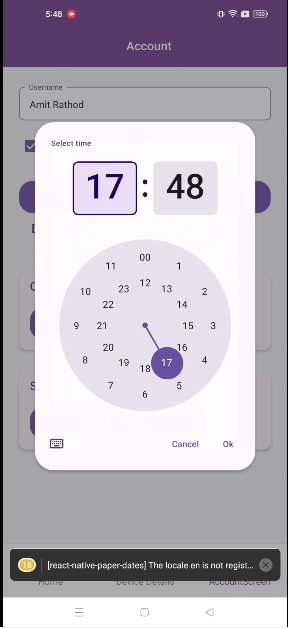 5:48
100
Account
Username
Amit Rathod
Select time
17 : 48
00
11 1
12
23 13
10 2
22 14
9 21 15 3
20 16
8 4
19 17
18
7 5
6
Cancel Ok
18 [react-native-paper-dates] The locale en is not regist...
Home Device Details AccountScreen